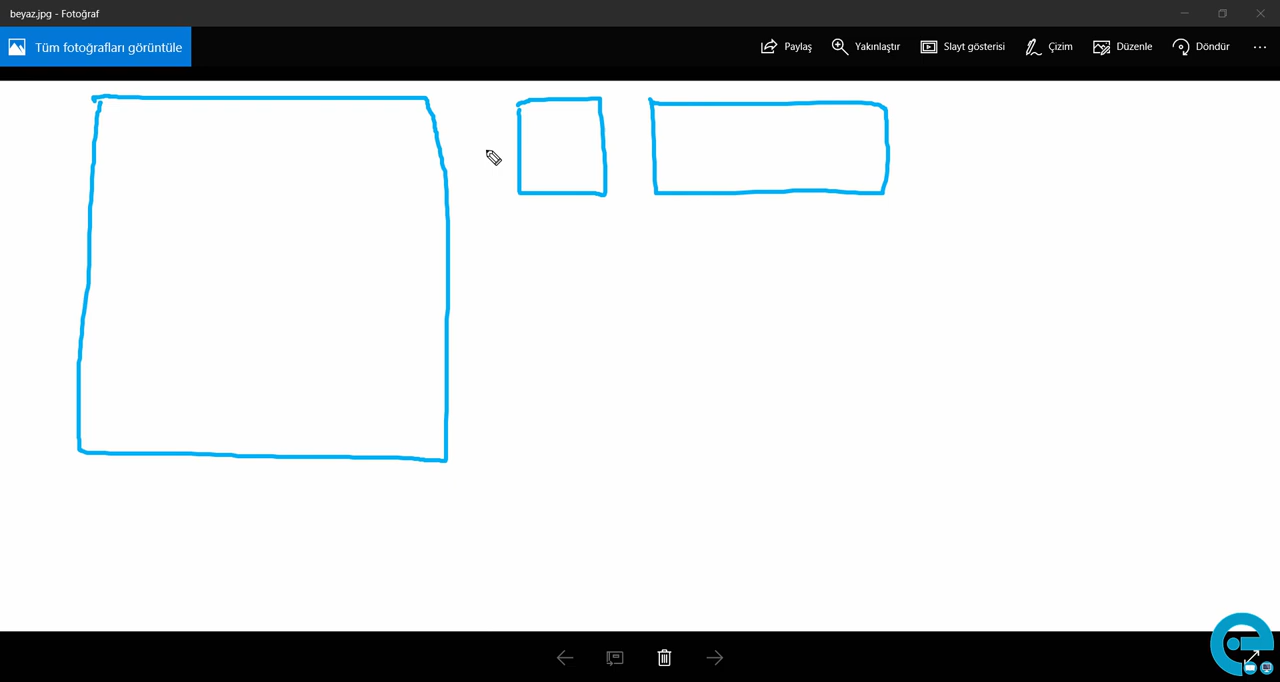 beyaz.jpg - Fotoğraf
Tüm fotoğrafları görüntüle
Paylaş
Yakınlaştır
Slayt gösterisi
Çizim
Düzenle
Döndür